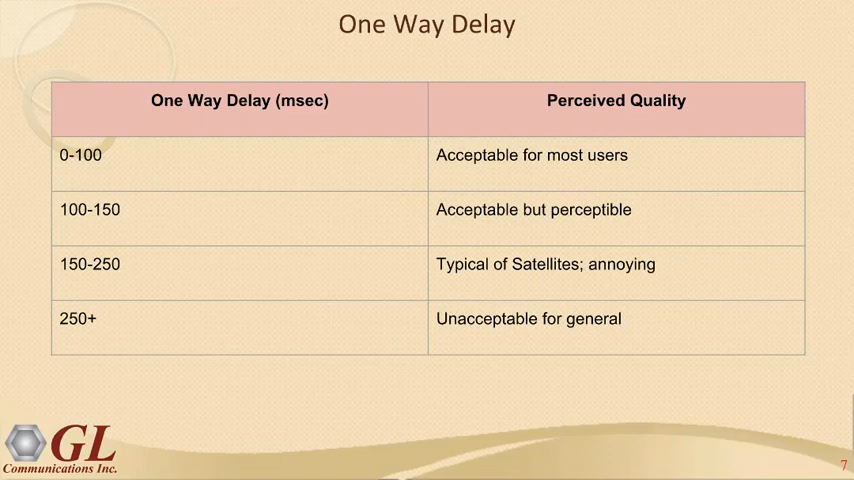 One Way Delay
One Way Delay (msec)
Perceived Quality
0-100
Acceptable for most users
100-150
Acceptable but perceptible
150-250
Typical of Satellites; annoying
250+
Unacceptable for general
GL
Communications Inc.
7